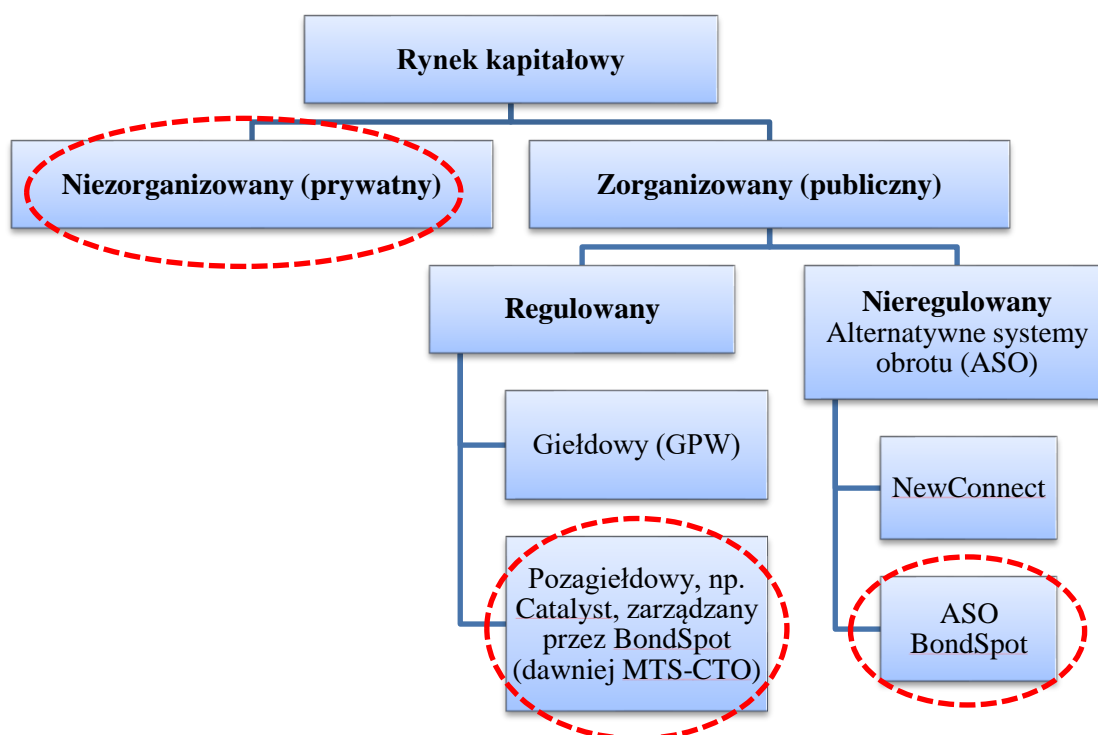 Rynek kapitałowy
Niezorganizowany (prywatny)
Zorganizowany (publiczny)
Regulowany
Nieregulowany
Alternatywne systemy
obrotu (ASO)
Giełdowy (GPW)
NewConnect
Pozagiełdowy, np.
Catalyst, zarządzany
przez BondSpot
(dawniej MTS-CTO)
ASO
BondSpot